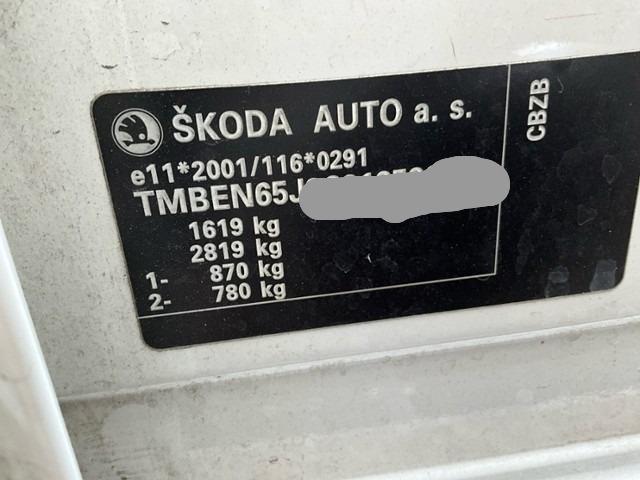 ŠKODA AUTO a. s.
e11*2001/116*0291
TMBEN65J
1619 kg
2819 kg
1- 870 kg
2- 780 kg
CBZB